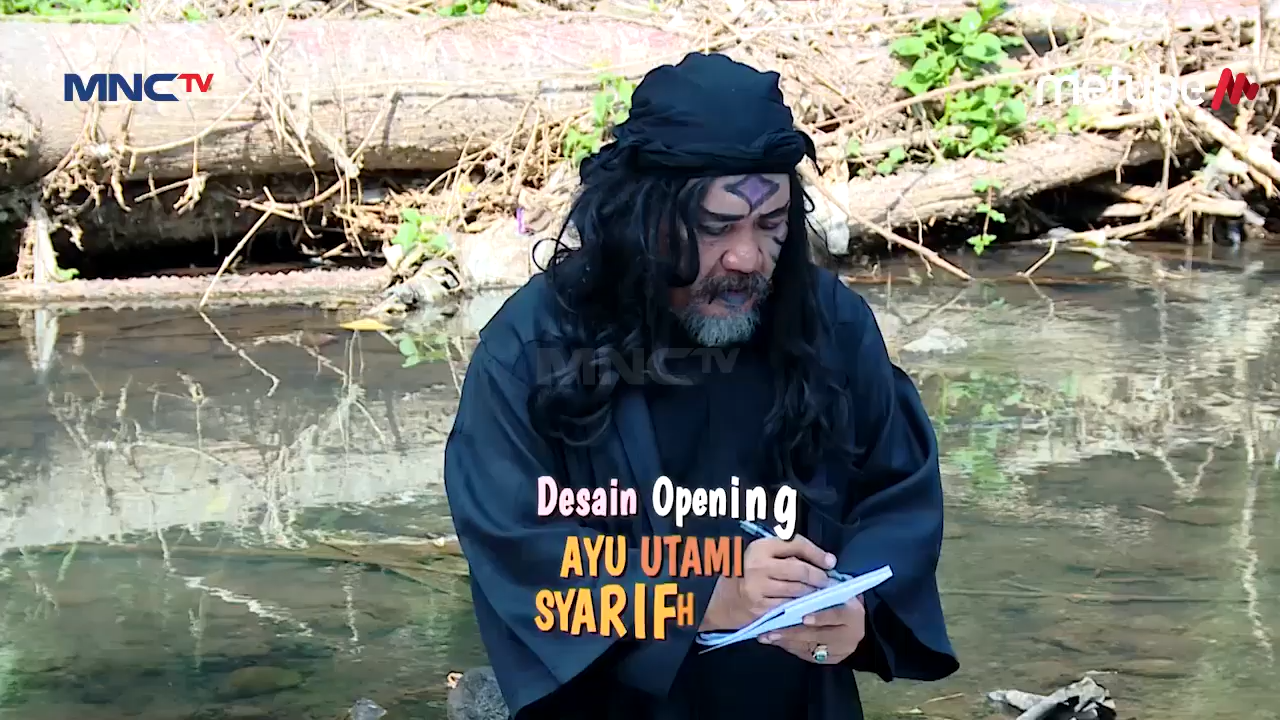 MNCTV
metube
MNCTV
Desain Opening
AYU UTAMI
SYARIFH